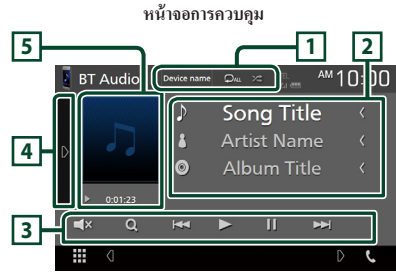 หน้าจอการควบคุม
5
1
2
BT Audio
Device name
ALL
AM 10:00
Song Title
Artist Name
Album Title
4
0:01:23
3